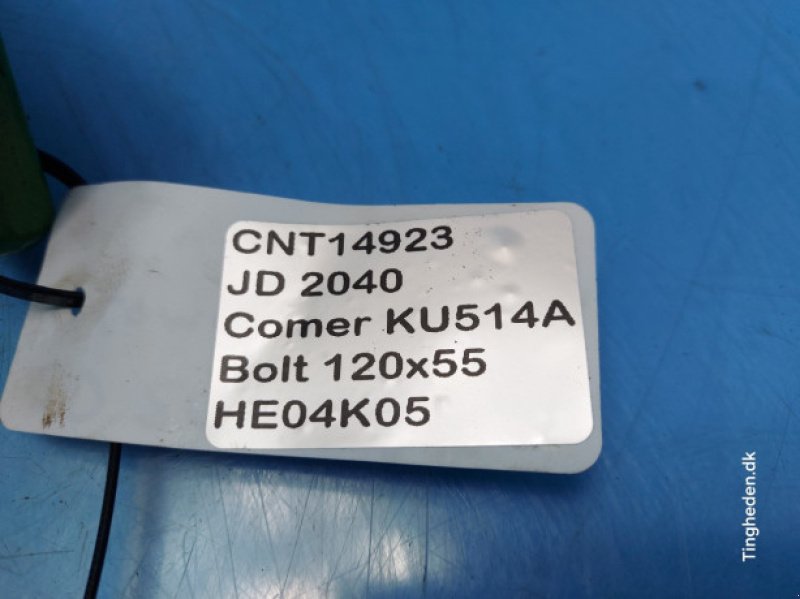 CNT14923
JD 2040
Comer KU514A
Bolt 120x55
HE04K05
Tingheden.dk